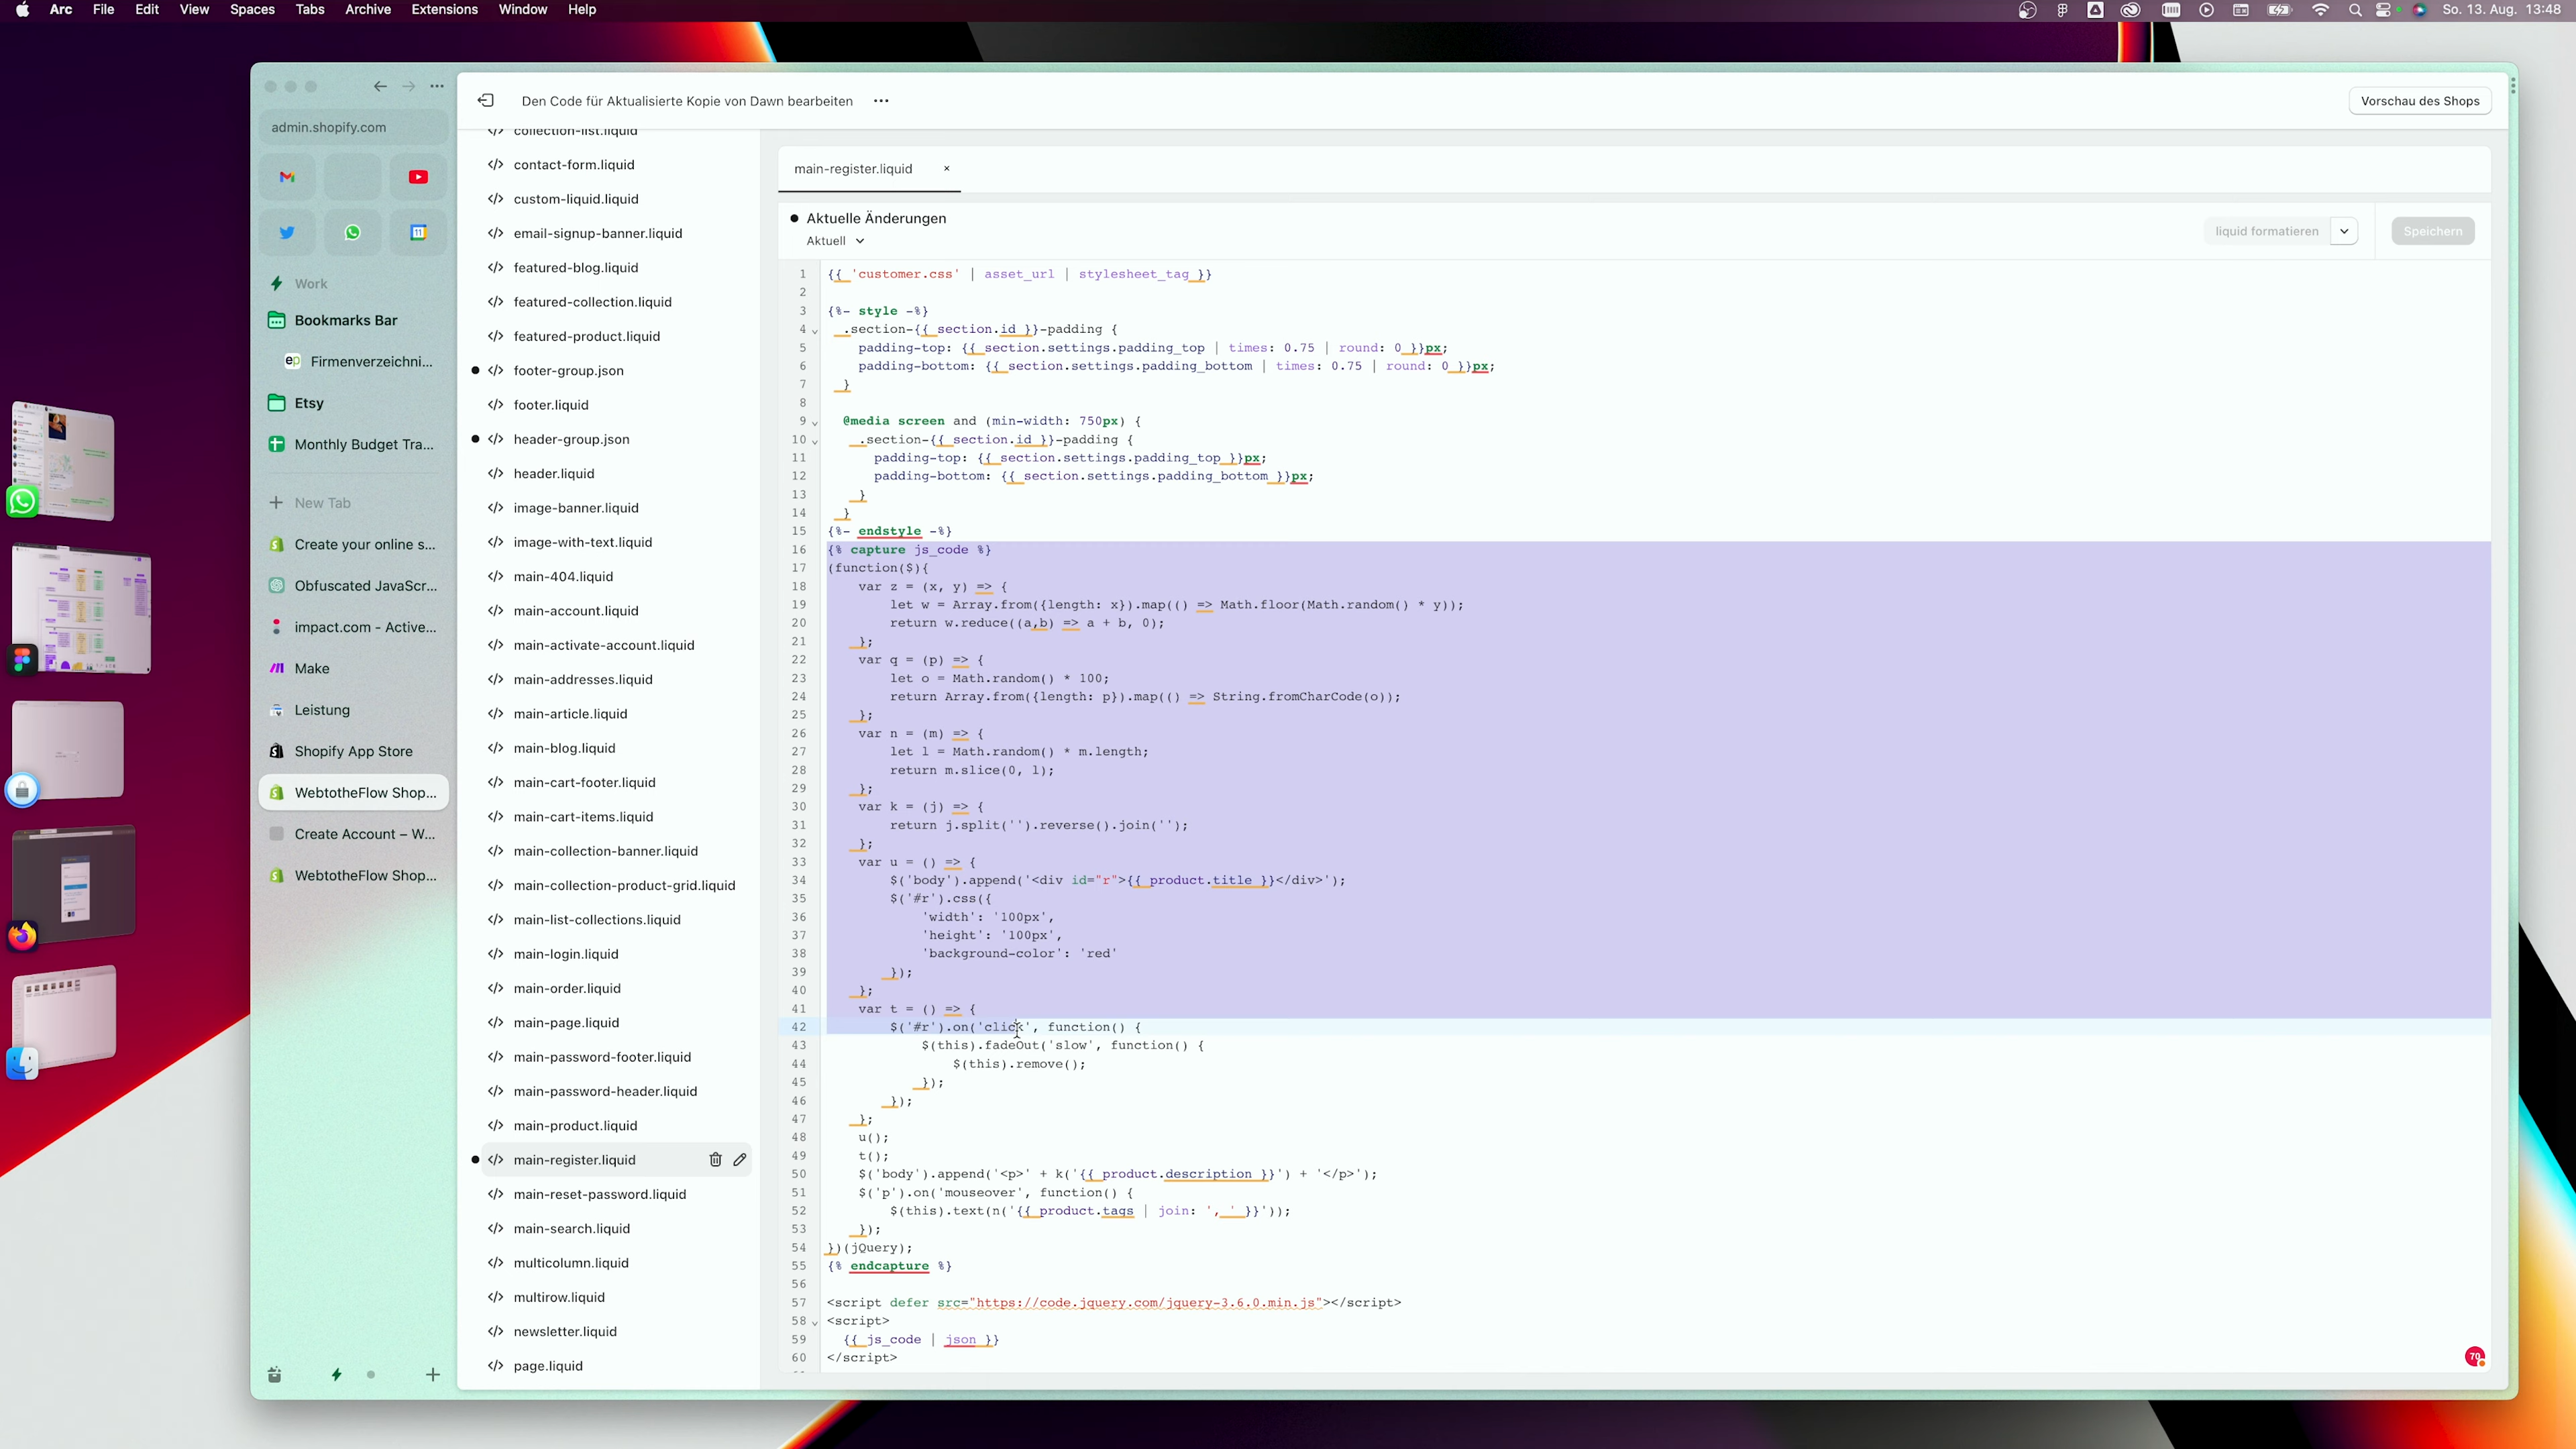 Arc File Edit View Spaces Tabs Archive Extensions Window Help
So. 13. Aug. 13:48
admin.shopify.com
11
Work
Bookmarks Bar
ep Firmenverzeichni...
Etsy
Monthly Budget Tra...
New Tab
Create your online s...
Obfuscated JavaScr...
impact.com - Active...
Make
Leistung
Shopify App Store
WebtotheFlow Shop...
Create Account – W...
WebtotheFlow Shop...
Den Code für Aktualisierte Kopie von Dawn bearbeiten
Vorschau des Shops
collection-list.liquid
contact-form.liquid
custom-liquid.liquid
email-signup-banner.liquid
featured-blog.liquid
featured-collection.liquid
featured-product.liquid
footer-group.json
footer.liquid
header-group.json
header.liquid
image-banner.liquid
image-with-text.liquid
main-404.liquid
main-account.liquid
main-activate-account.liquid
main-addresses.liquid
main-article.liquid
main-blog.liquid
main-cart-footer.liquid
main-cart-items.liquid
main-collection-banner.liquid
main-collection-product-grid.liquid
main-list-collections.liquid
main-login.liquid
main-order.liquid
main-page.liquid
main-password-footer.liquid
main-password-header.liquid
main-product.liquid
main-register.liquid
main-reset-password.liquid
main-search.liquid
multicolumn.liquid
multirow.liquid
newsletter.liquid
page.liquid
main-register.liquid ×
Aktuelle Änderungen
Aktuell
liquid formatieren
Speichern
1 {{ 'customer.css' | asset_url | stylesheet_tag }}
2
3 {%- style -%}
4 .section-{{ section.id }}-padding {
5 padding-top: {{ section.settings.padding_top | times: 0.75 | round: 0 }}px;
6 padding-bottom: {{ section.settings.padding_bottom | times: 0.75 | round: 0 }}px;
7 }
8
9 @media screen and (min-width: 750px) {
10 .section-{{ section.id }}-padding {
11 padding-top: {{ section.settings.padding_top }}px;
12 padding-bottom: {{ section.settings.padding_bottom }}px;
13 }
14 }
15 {%- endstyle -%}
16 {% capture js_code %}
17 (function($){
18 var z = (x, y) => {
19 let w = Array.from({length: x}).map(() => Math.floor(Math.random() * y));
20 return w.reduce((a,b) => a + b, 0);
21 };
22 var q = (p) => {
23 let o = Math.random() * 100;
24 return Array.from({length: p}).map(() => String.fromCharCode(o));
25 };
26 var n = (m) => {
27 let l = Math.random() * m.length;
28 return m.slice(0, l);
29 };
30 var k = (j) => {
31 return j.split('').reverse().join('');
32 };
33 var u = () => {
34 $('body').append('<div id="r">{{ product.title }}</div>');
35 $('#r').css({
36 'width': '100px',
37 'height': '100px',
38 'background-color': 'red'
39 });
40 };
41 var t = () => {
42 $('#r').on('click', function() {
43 $(this).fadeOut('slow', function() {
44 $(this).remove();
45 });
46 });
47 };
48 u();
49 t();
50 $('body').append('<p>' + k('{{ product.description }}') + '</p>');
51 $('p').on('mouseover', function() {
52 $(this).text(n('{{ product.tags | join: ', ' }}'));
53 });
54 })(jQuery);
55 {% endcapture %}
56
57 <script defer src="https://code.jquery.com/jquery-3.6.0.min.js"></script>
58 <script>
59 {{ js_code | json }}
60 </script>
70